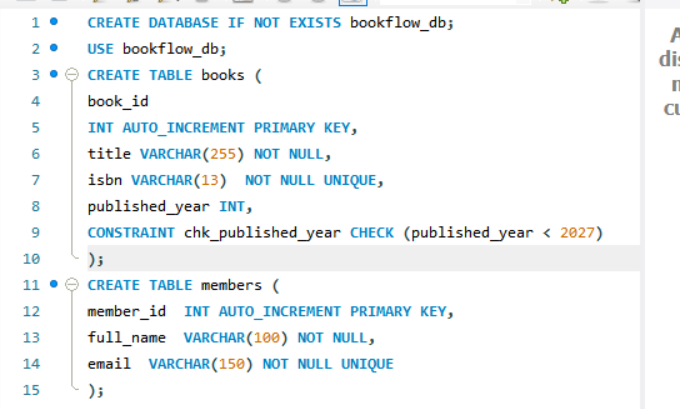 1 CREATE DATABASE IF NOT EXISTS bookflow_db;
2 USE bookflow_db;
3 CREATE TABLE books (
4 book_id
5 INT AUTO_INCREMENT PRIMARY KEY,
6 title VARCHAR(255) NOT NULL,
7 isbn VARCHAR(13)  NOT NULL UNIQUE,
8 published_year INT,
9 CONSTRAINT chk_published_year CHECK (published_year < 2027)
10 );
11 CREATE TABLE members (
12 member_id  INT AUTO_INCREMENT PRIMARY KEY,
13 full_name  VARCHAR(100) NOT NULL,
14 email  VARCHAR(150) NOT NULL UNIQUE
15 );